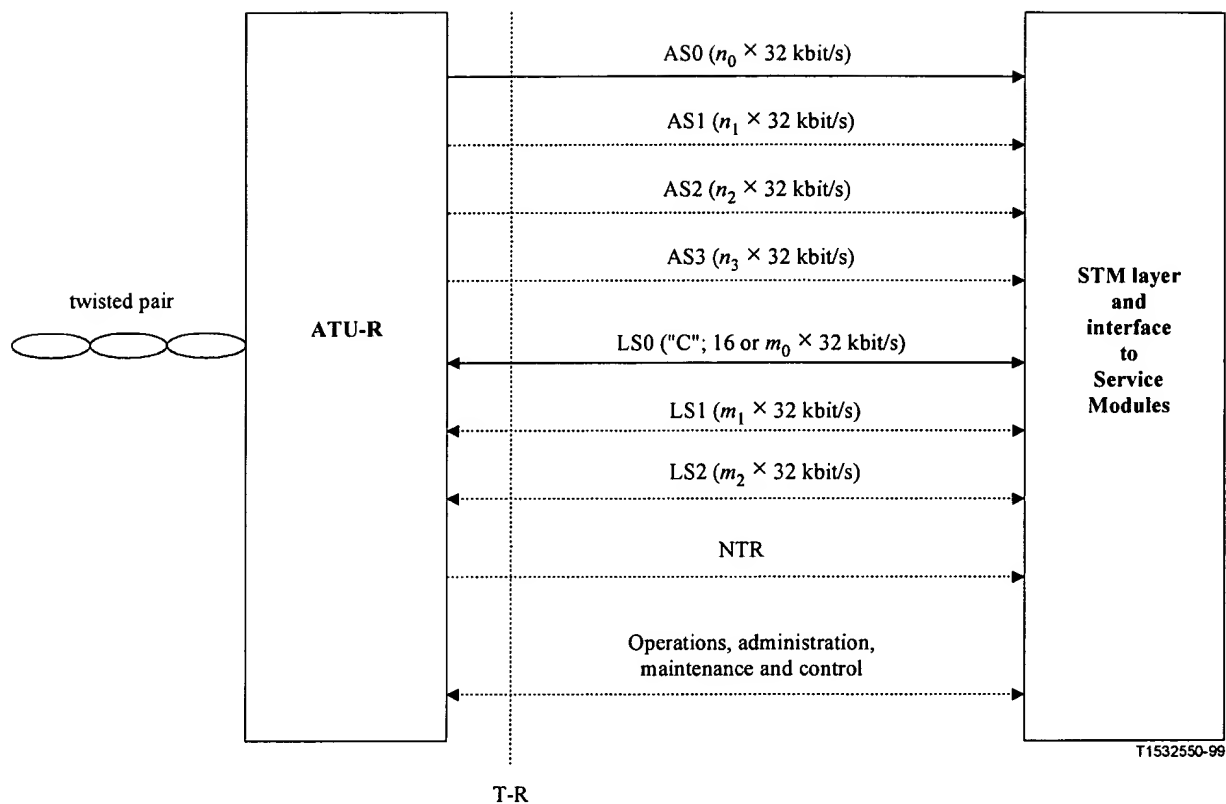 AS0 (n₀ × 32 kbit/s)
AS1 (n₁ × 32 kbit/s)
AS2 (n₂ × 32 kbit/s)
AS3 (n₃ × 32 kbit/s)
twisted pair
ATU-R
STM layer
and
interface
to
Service
Modules
LS0 ("C"; 16 or m₀ × 32 kbit/s)
LS1 (m₁ × 32 kbit/s)
LS2 (m₂ × 32 kbit/s)
NTR
Operations, administration,
maintenance and control
T1532550-99
T-R